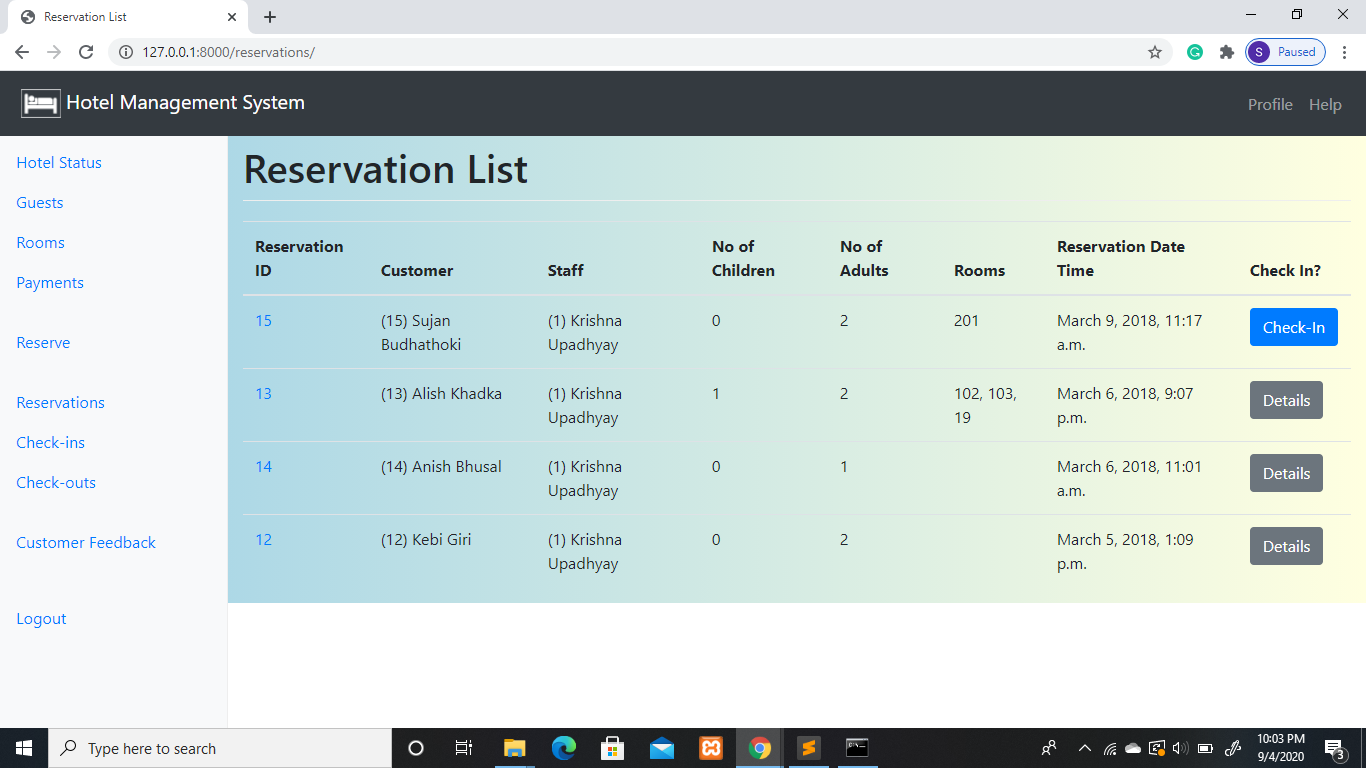 Reservation List
127.0.0.1:8000/reservations/
S Paused
Hotel Management System
Profile Help
Hotel Status
Guests
Rooms
Payments
Reserve
Reservations
Check-ins
Check-outs
Customer Feedback
Logout
Reservation List
Reservation ID Customer Staff No of Children No of Adults Rooms Reservation Date Time Check In?
15 (15) Sujan Budhathoki (1) Krishna Upadhyay 0 2 201 March 9, 2018, 11:17 a.m. Check-In
13 (13) Alish Khadka (1) Krishna Upadhyay 1 2 102, 103, 19 March 6, 2018, 9:07 p.m. Details
14 (14) Anish Bhusal (1) Krishna Upadhyay 0 1 March 6, 2018, 11:01 a.m. Details
12 (12) Kebi Giri (1) Krishna Upadhyay 0 2 March 5, 2018, 1:09 p.m. Details
Type here to search
10:03 PM
9/4/2020
3